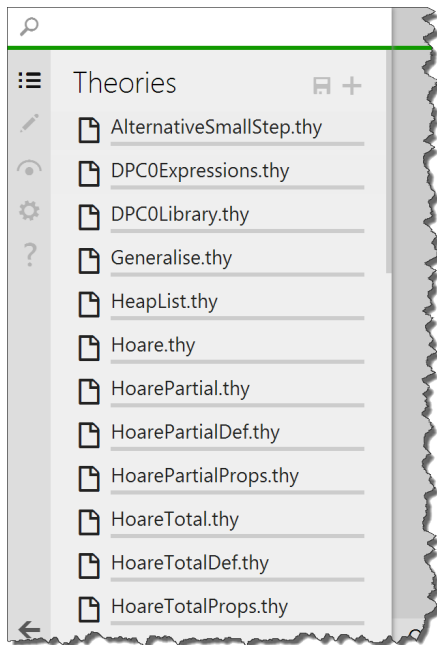 Theories
AlternativeSmallStep.thy
DPC0Expressions.thy
DPC0Library.thy
Generalise.thy
HeapList.thy
Hoare.thy
HoarePartial.thy
HoarePartialDef.thy
HoarePartialProps.thy
HoareTotal.thy
HoareTotalDef.thy
HoareTotalProps.thy